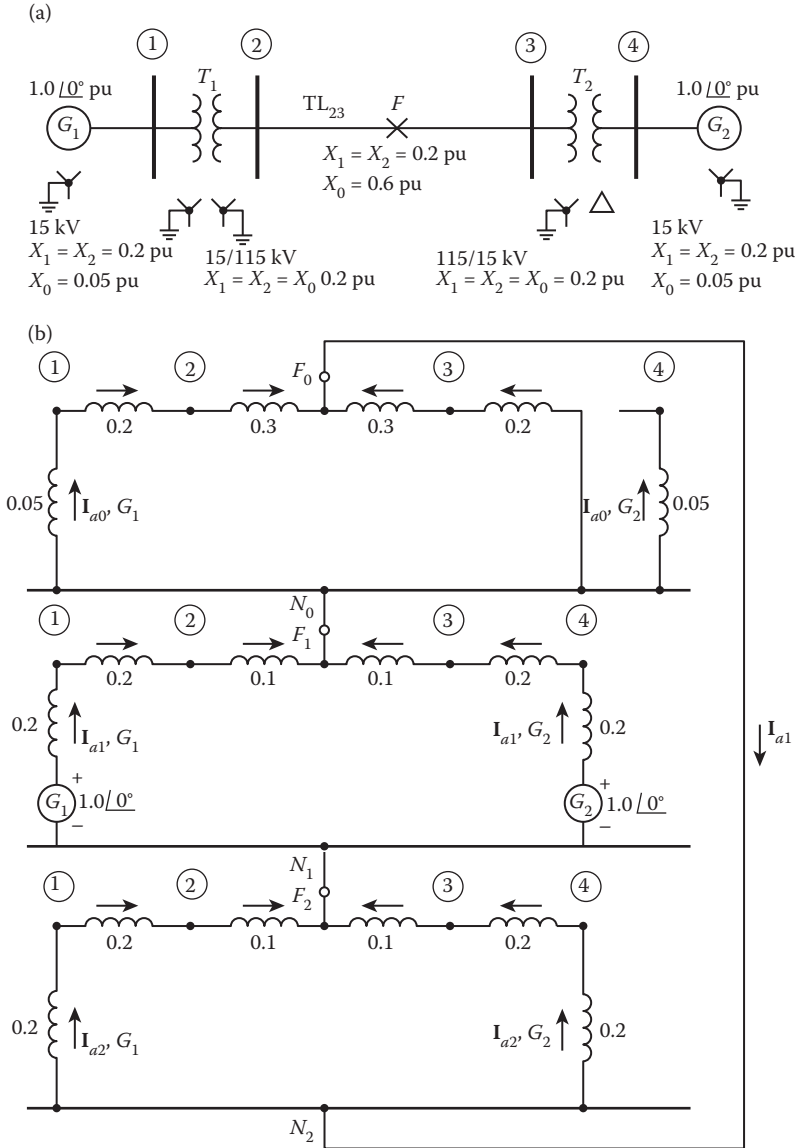 (a)
1 2 3 4
1.0/0° pu T1 T2 1.0/0° pu
G1 TL23 F G2
X1 = X2 = 0.2 pu
X0 = 0.6 pu
15 kV
X1 = X2 = 0.2 pu
X0 = 0.05 pu
15/115 kV
X1 = X2 = X0 0.2 pu
115/15 kV
X1 = X2 = X0 = 0.2 pu
15 kV
X1 = X2 = 0.2 pu
X0 = 0.05 pu
(b)
1 2 F0 3 4
0.2 0.3 0.3 0.2
0.05 Ia0, G1 Ia0, G2 0.05
N0
1 2 F1 3 4
0.2 0.1 0.1 0.2
0.2 Ia1, G1 Ia1, G2 0.2
Ia1
+ +
G1 1.0/0° G2 1.0/0°
− −
N1
1 2 F2 3 4
0.2 0.1 0.1 0.2
0.2 Ia2, G1 Ia2, G2 0.2
N2